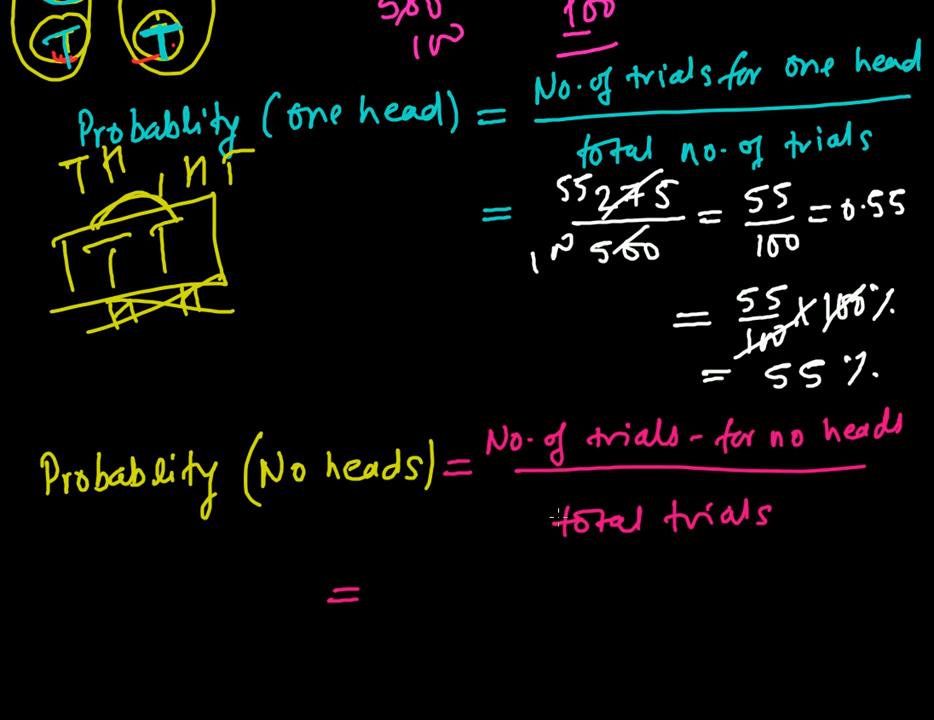 500 100
100
T T
Probablity (one head) = No. of trials for one head
total no. of trials
T H H T
= 55 275 = 55 = 0.55
100 500 100
T T T
= 55 × 100 %
100
= 55 %.
Probablity (No heads) = No. of trials - for no heads
total trials
=